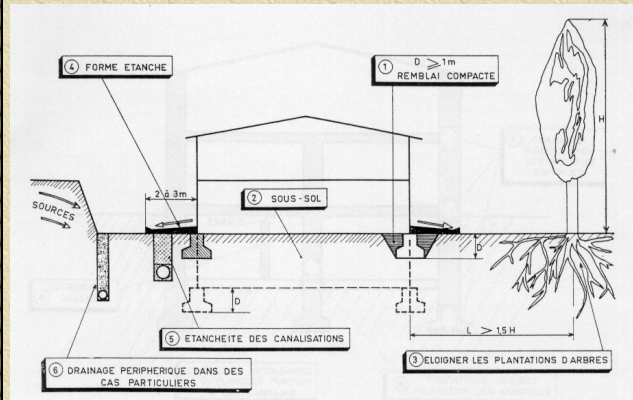 ④ FORME ETANCHE
① D ⩾ 1m
REMBLAI COMPACTE
H
2 à 3m
② SOUS-SOL
SOURCES
D
D
L > 1,5 H
⑤ ETANCHEITE DES CANALISATIONS
③ ELOIGNER LES PLANTATIONS D'ARBRES
⑥ DRAINAGE PERIPHERIQUE DANS DES
CAS PARTICULIERS